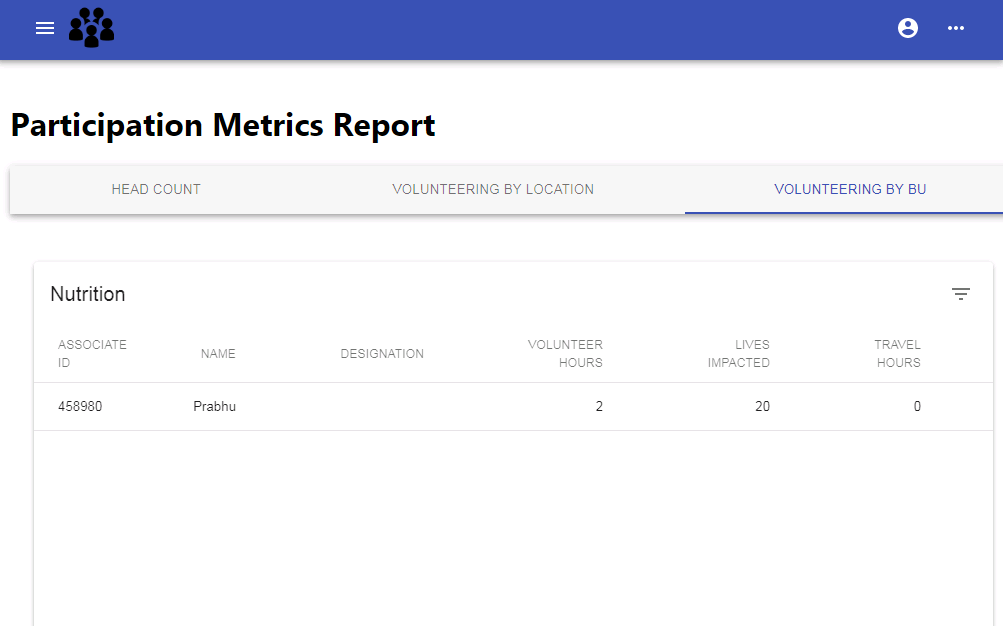 Participation Metrics Report
HEAD COUNT VOLUNTEERING BY LOCATION VOLUNTEERING BY BU
Nutrition
ASSOCIATE
ID
NAME
DESIGNATION
VOLUNTEER
HOURS
LIVES
IMPACTED
TRAVEL
HOURS
458980 Prabhu 2 20 0